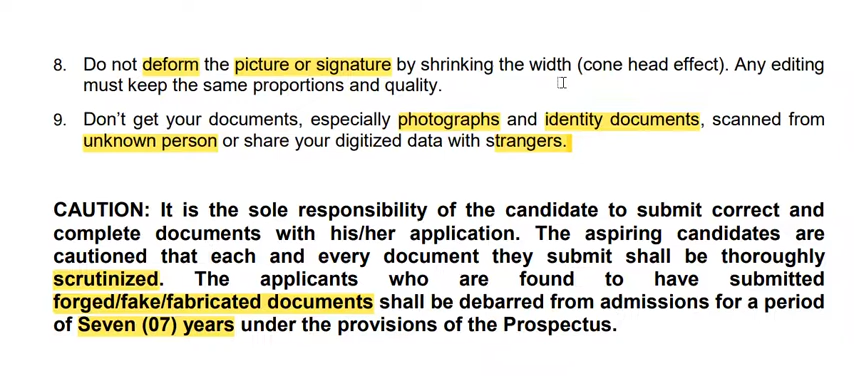 8. Do not deform the picture or signature by shrinking the width (cone head effect). Any editing
must keep the same proportions and quality.
9. Don't get your documents, especially photographs and identity documents, scanned from
unknown person or share your digitized data with strangers.
CAUTION: It is the sole responsibility of the candidate to submit correct and
complete documents with his/her application. The aspiring candidates are
cautioned that each and every document they submit shall be thoroughly
scrutinized. The applicants who are found to have submitted
forged/fake/fabricated documents shall be debarred from admissions for a period
of Seven (07) years under the provisions of the Prospectus.